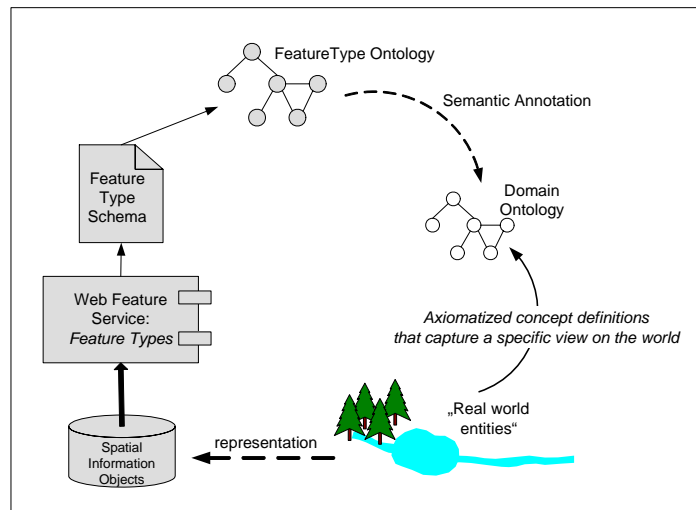 FeatureType Ontology
Semantic Annotation
Feature
Type
Schema
Domain
Ontology
Web Feature
Service:
Feature Types
Axiomatized concept definitions
that capture a specific view on the world
„Real world
entities“
representation
Spatial
Information
Objects